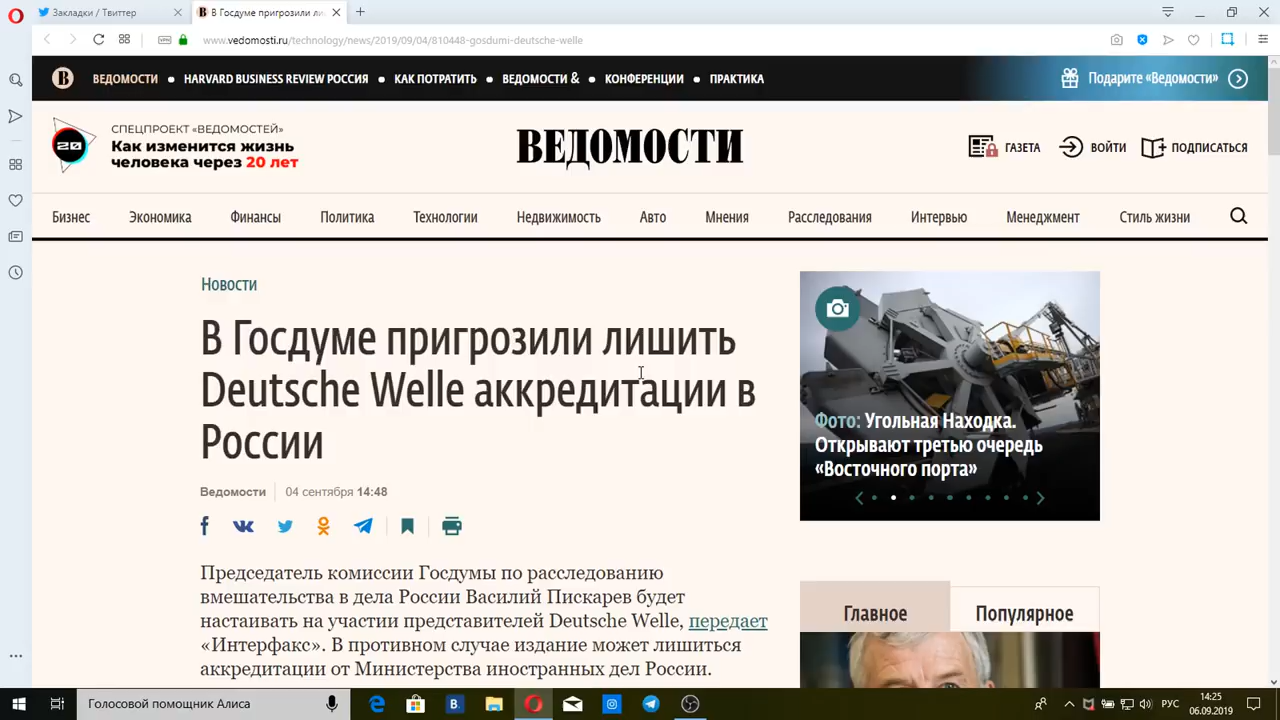 Закладки / Твиттер
В Госдуме пригрозили ли
www.vedomosti.ru/technology/news/2019/09/04/810448-gosdumi-deutsche-welle
VPN
В
ВЕДОМОСТИ
HARVARD BUSINESS REVIEW РОССИЯ
КАК ПОТРАТИТЬ
ВЕДОМОСТИ &
КОНФЕРЕНЦИИ
ПРАКТИКА
Подарите «Ведомости»
20
СПЕЦПРОЕКТ «ВЕДОМОСТЕЙ»
Как изменится жизнь
человека через 20 лет
ВЕДОМОСТИ
ГАЗЕТА
ВОЙТИ
ПОДПИСАТЬСЯ
Бизнес
Экономика
Финансы
Политика
Технологии
Недвижимость
Авто
Мнения
Расследования
Интервью
Менеджмент
Стиль жизни
Новости
В Госдуме пригрозили лишить
Deutsche Welle аккредитации в
России
Ведомости
04 сентября 14:48
Председатель комиссии Госдумы по расследованию
вмешательства в дела России Василий Пискарев будет
настаивать на участии представителей Deutsche Welle, передает
«Интерфакс». В противном случае издание может лишиться
аккредитации от Министерства иностранных дел России.
Фото: Угольная Находка.
Открывают третью очередь
«Восточного порта»
Главное
Популярное
Голосовой помощник Алиса
РУС
14:25
06.09.2019